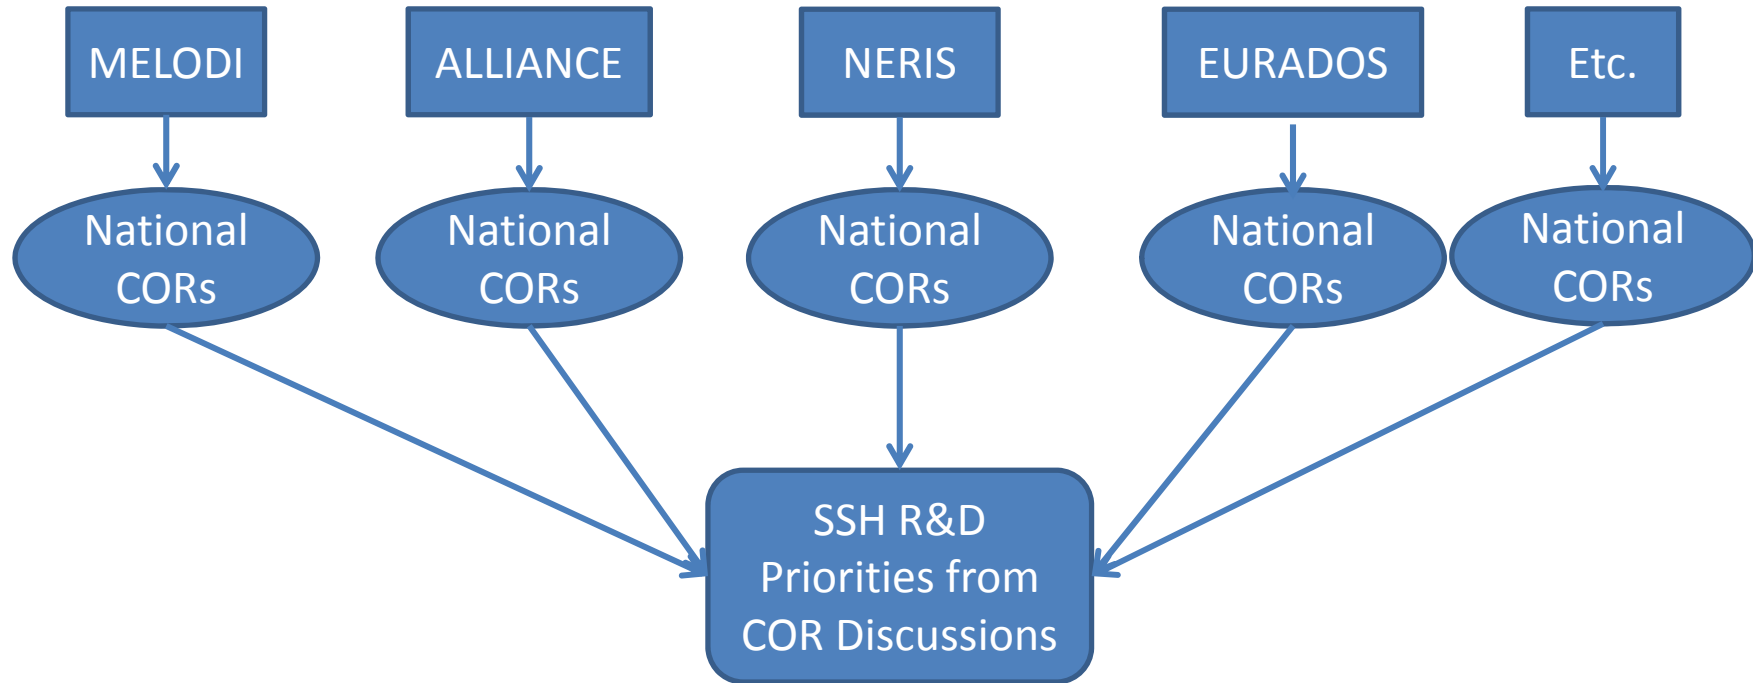 MELODI
ALLIANCE
NERIS
EURADOS
Etc.
National
CORs
National
CORs
National
CORs
National
CORs
National
CORs
SSH R&D
Priorities from
COR Discussions